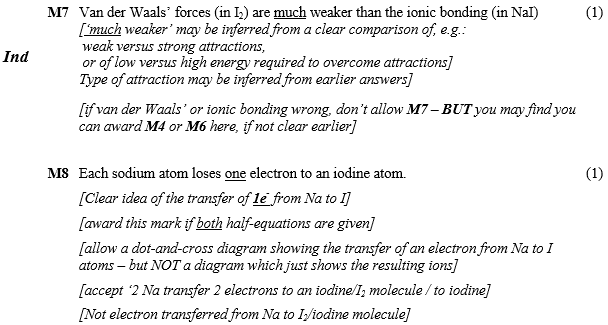 M7 Van der Waals’ forces (in I2) are much weaker than the ionic bonding (in NaI) (1)
[‘much weaker’ may be inferred from a clear comparison of, e.g.:
weak versus strong attractions,
Ind
or of low versus high energy required to overcome attractions]
Type of attraction may be inferred from earlier answers]
[if van der Waals’ or ionic bonding wrong, don’t allow M7 – BUT you may find you
can award M4 or M6 here, if not clear earlier]
M8 Each sodium atom loses one electron to an iodine atom. (1)
[Clear idea of the transfer of 1e- from Na to I]
[award this mark if both half-equations are given]
[allow a dot-and-cross diagram showing the transfer of an electron from Na to I
atoms – but NOT a diagram which just shows the resulting ions]
[accept ‘2 Na transfer 2 electrons to an iodine/I2 molecule / to iodine]
[Not electron transferred from Na to I2/iodine molecule]